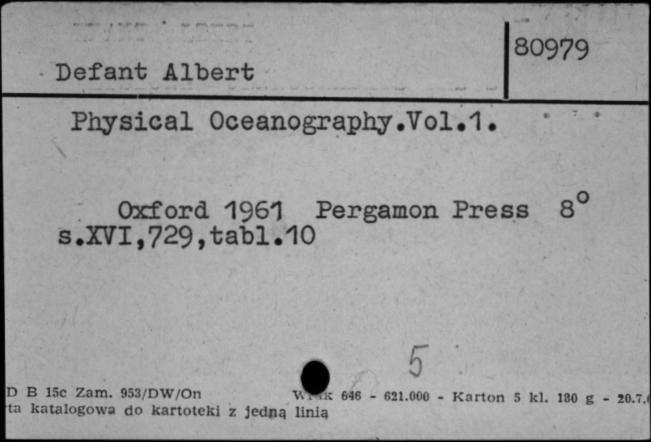 80979
Defant Albert
Physical Oceanography.Vol.1.
Oxford 1961 Pergamon Press 8°
s.XVI,729,tabl.10
5
D B 15c Zam. 953/DW/On 646 - 621.000 - Karton 5 kl. 180 g - 20.7.
ta katalogowa do kartoteki z jedną linią